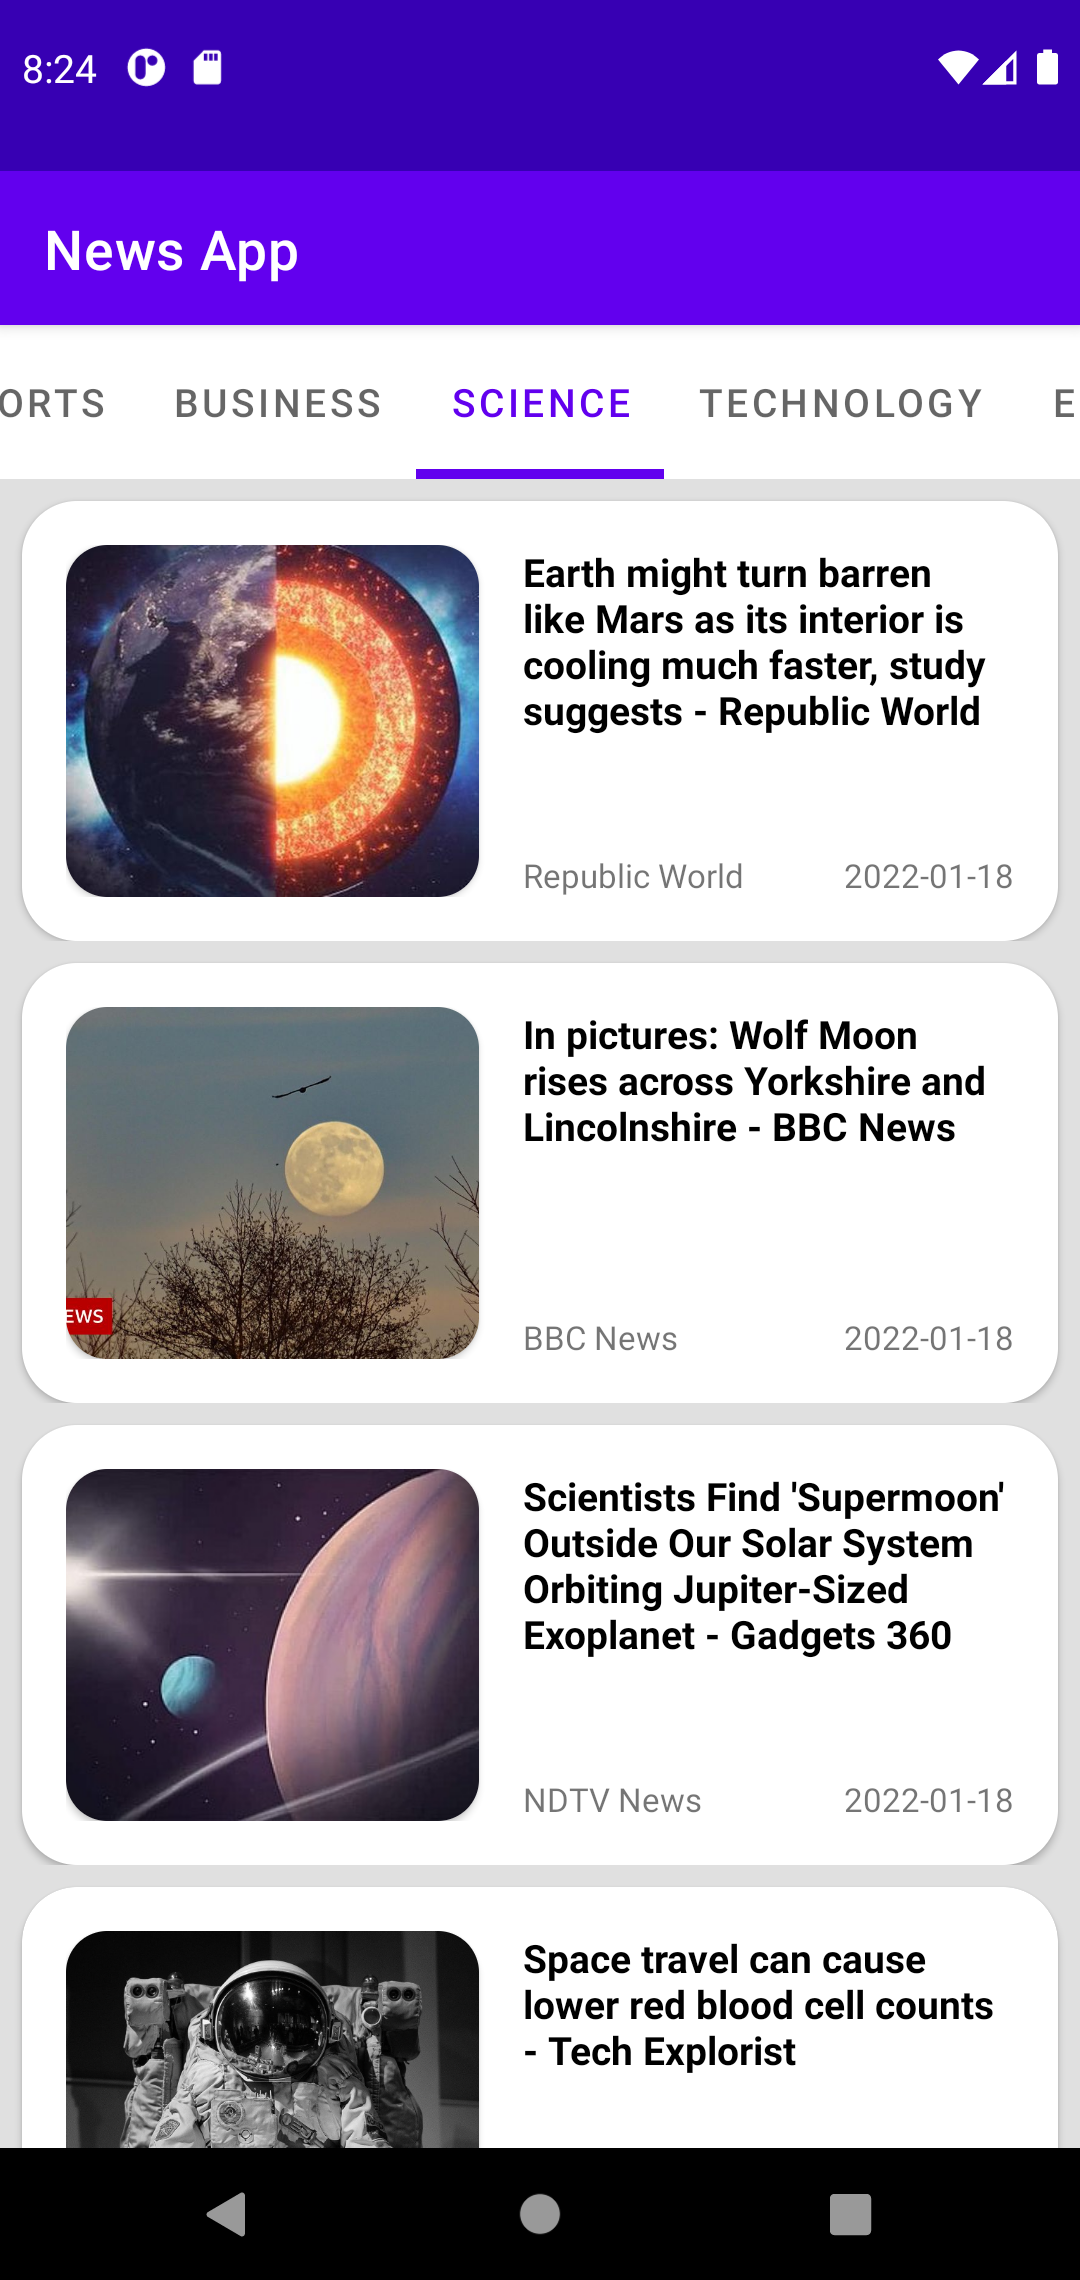 8:24
News App
ORTS BUSINESS SCIENCE TECHNOLOGY E
Earth might turn barren
like Mars as its interior is
cooling much faster, study
suggests - Republic World
Republic World 2022-01-18
In pictures: Wolf Moon
rises across Yorkshire and
Lincolnshire - BBC News
EWS
BBC News 2022-01-18
Scientists Find 'Supermoon'
Outside Our Solar System
Orbiting Jupiter-Sized
Exoplanet - Gadgets 360
NDTV News 2022-01-18
Space travel can cause
lower red blood cell counts
- Tech Explorist